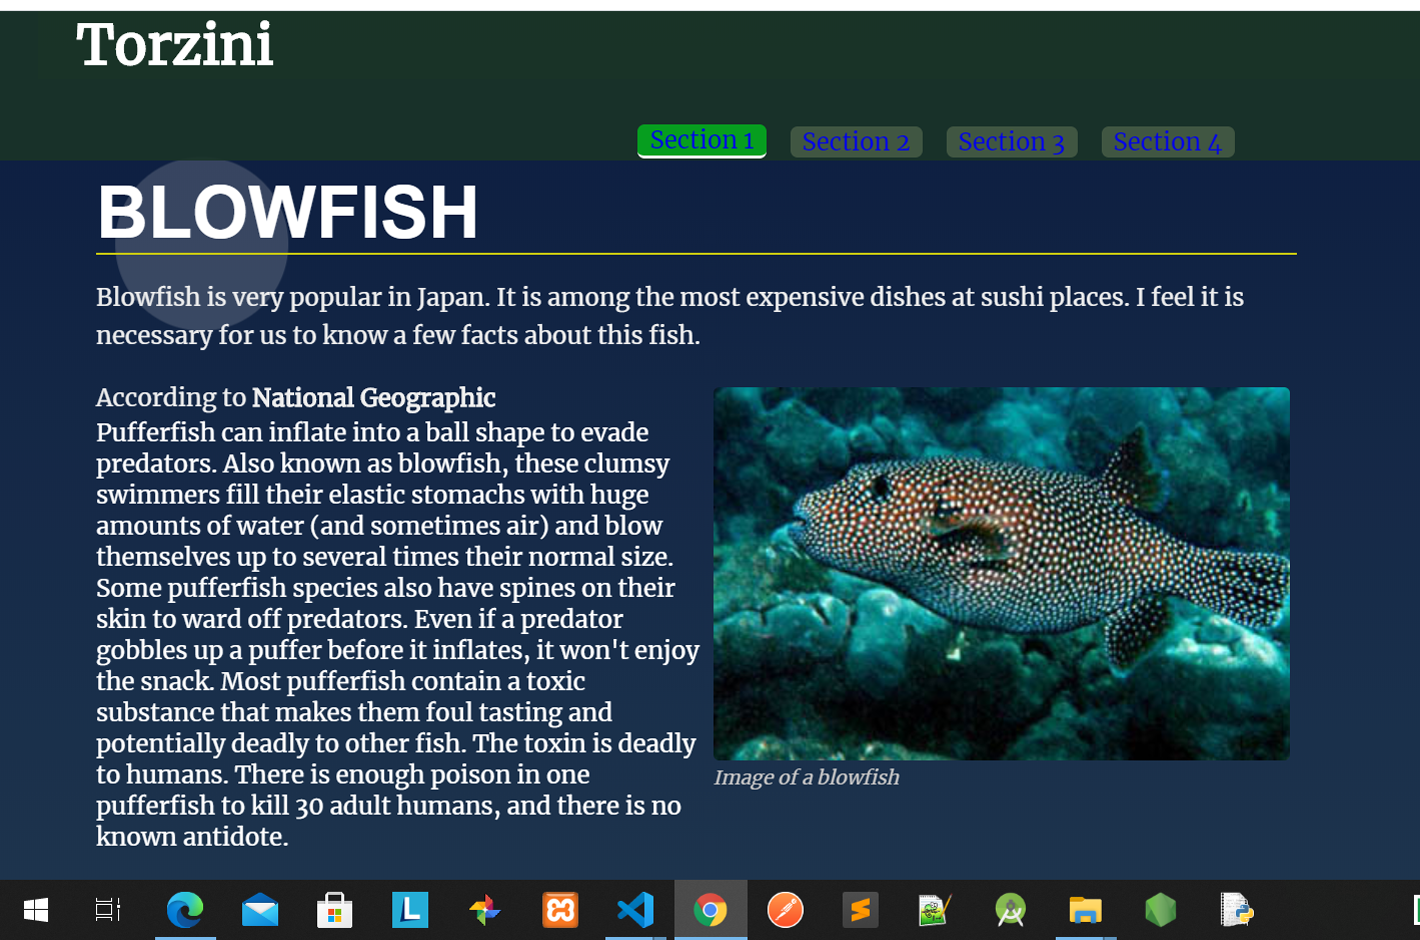 Torzini
Section 1 Section 2 Section 3 Section 4
BLOWFISH
Blowfish is very popular in Japan. It is among the most expensive dishes at sushi places. I feel it is
necessary for us to know a few facts about this fish.
According to National Geographic
Pufferfish can inflate into a ball shape to evade
predators. Also known as blowfish, these clumsy
swimmers fill their elastic stomachs with huge
amounts of water (and sometimes air) and blow
themselves up to several times their normal size.
Some pufferfish species also have spines on their
skin to ward off predators. Even if a predator
gobbles up a puffer before it inflates, it won't enjoy
the snack. Most pufferfish contain a toxic
substance that makes them foul tasting and
potentially deadly to other fish. The toxin is deadly
to humans. There is enough poison in one
pufferfish to kill 30 adult humans, and there is no
known antidote.
Image of a blowfish
L